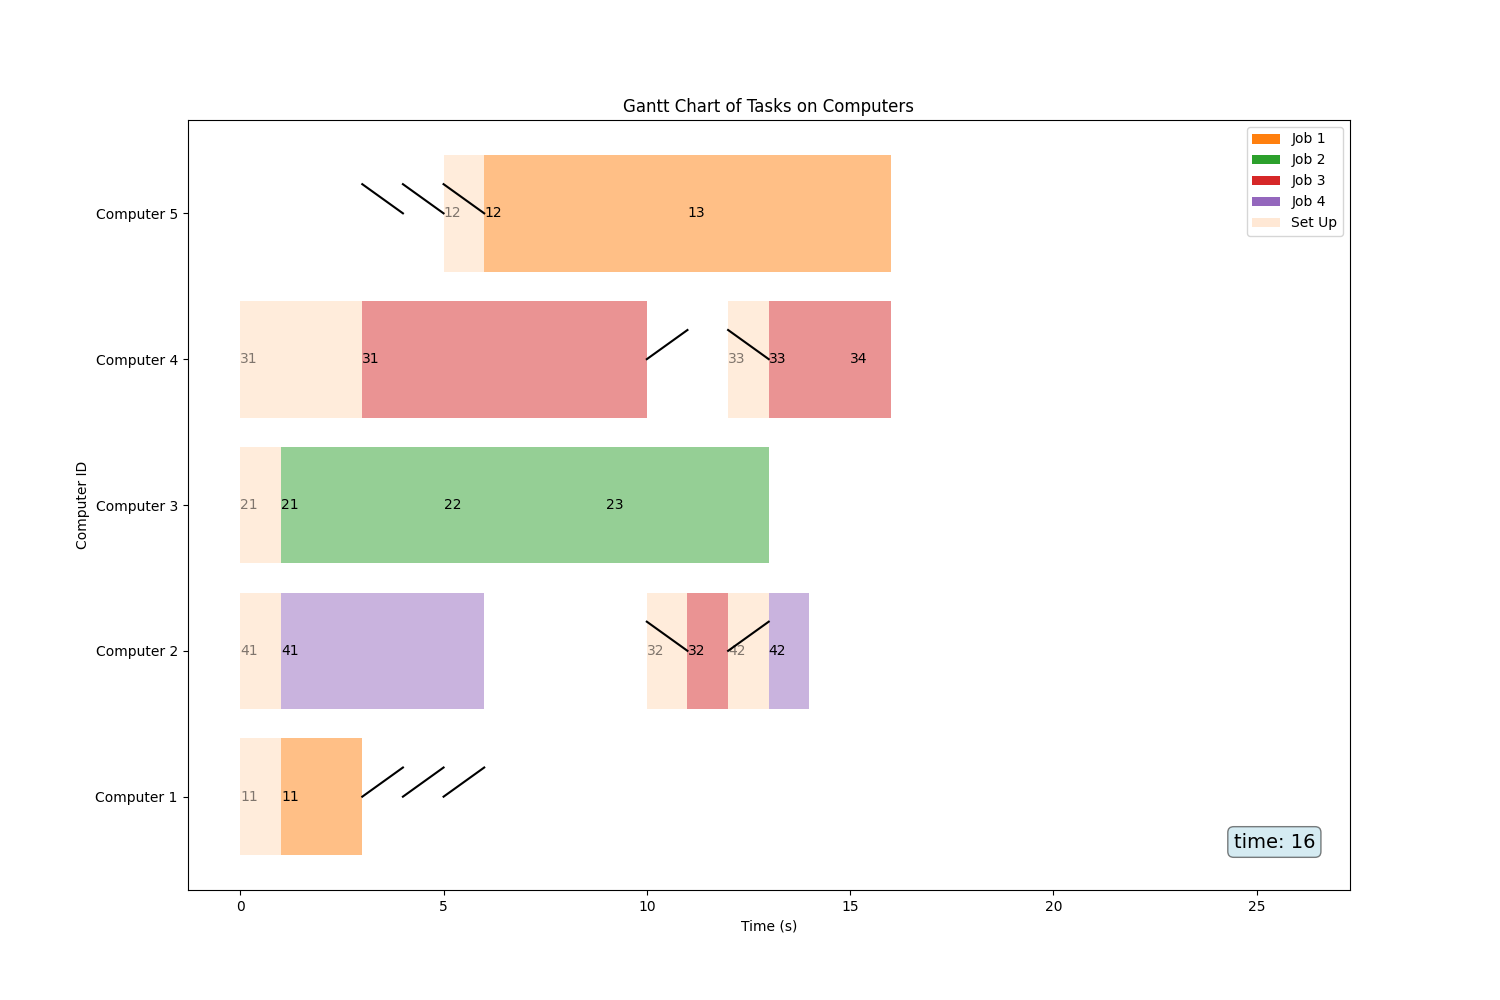 Gantt Chart of Tasks on Computers
Job 1
Job 2
Job 3
Job 4
Set Up
Computer 5
12 12 13
Computer 4
31 31 33 33 34
Computer 3
21 21 22 23
Computer 2
41 41 32 32 42 42
Computer 1
11 11
Computer ID
time: 16
0 5 10 15 20 25
Time (s)